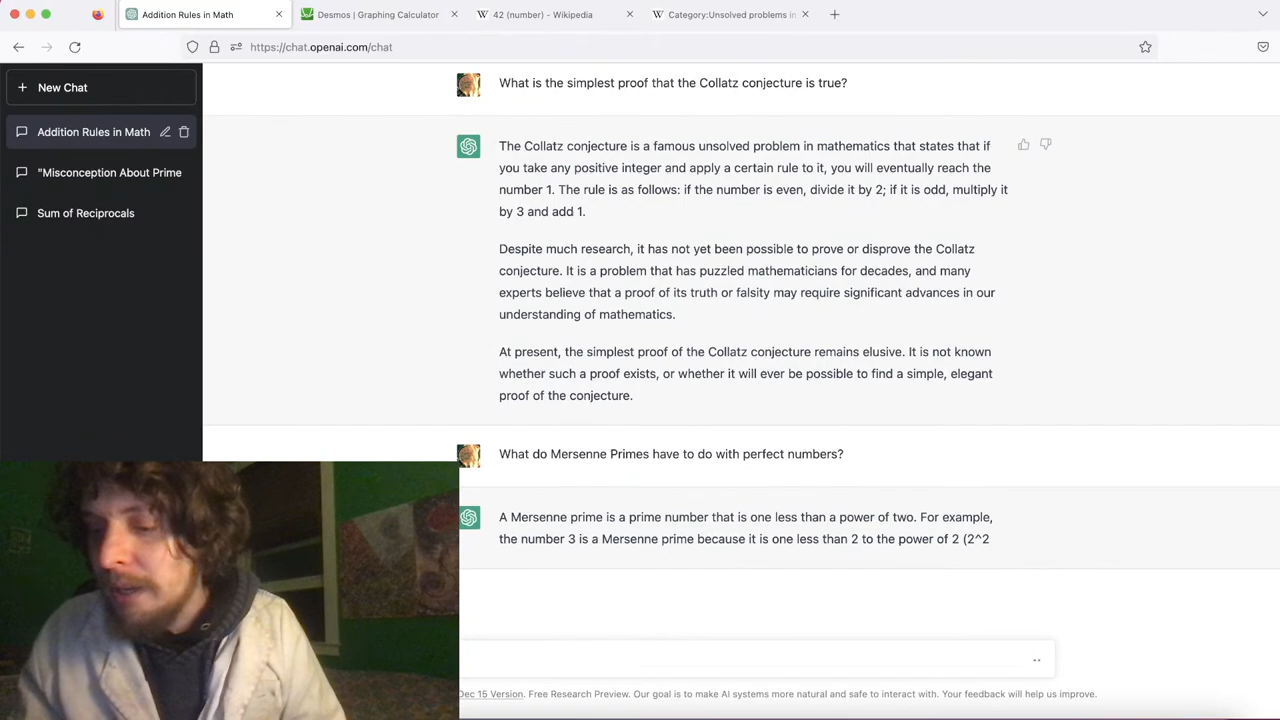 Addition Rules in Math
Desmos | Graphing Calculator
42 (number) - Wikipedia
Category:Unsolved problems in
https://chat.openai.com/chat
New Chat
Addition Rules in Math
"Misconception About Prime
Sum of Reciprocals
What is the simplest proof that the Collatz conjecture is true?
The Collatz conjecture is a famous unsolved problem in mathematics that states that if
you take any positive integer and apply a certain rule to it, you will eventually reach the
number 1. The rule is as follows: if the number is even, divide it by 2; if it is odd, multiply it
by 3 and add 1.
Despite much research, it has not yet been possible to prove or disprove the Collatz
conjecture. It is a problem that has puzzled mathematicians for decades, and many
experts believe that a proof of its truth or falsity may require significant advances in our
understanding of mathematics.
At present, the simplest proof of the Collatz conjecture remains elusive. It is not known
whether such a proof exists, or whether it will ever be possible to find a simple, elegant
proof of the conjecture.
What do Mersenne Primes have to do with perfect numbers?
A Mersenne prime is a prime number that is one less than a power of two. For example,
the number 3 is a Mersenne prime because it is one less than 2 to the power of 2 (2^2
Dec 15 Version. Free Research Preview. Our goal is to make AI systems more natural and safe to interact with. Your feedback will help us improve.